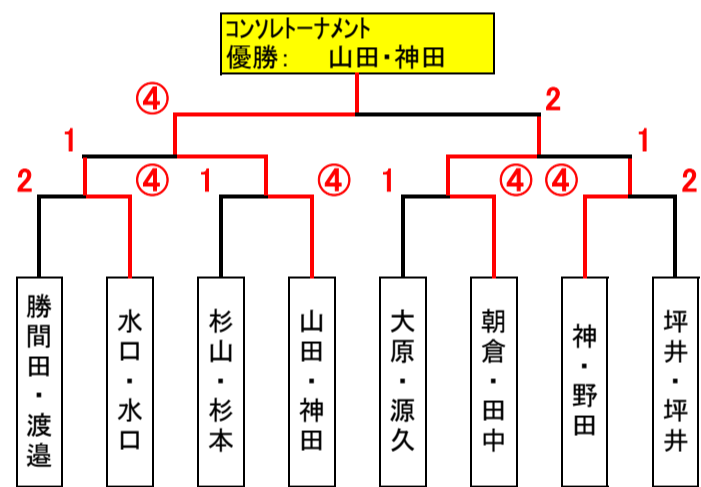 コンソレトーナメント
優勝： 山田・神田
④
2
1
1
2
④
1
④
1
④
④
2
勝間田・渡邉
水口・水口
杉山・杉本
山田・神田
大原・源久
朝倉・田中
神・野田
坪井・坪井